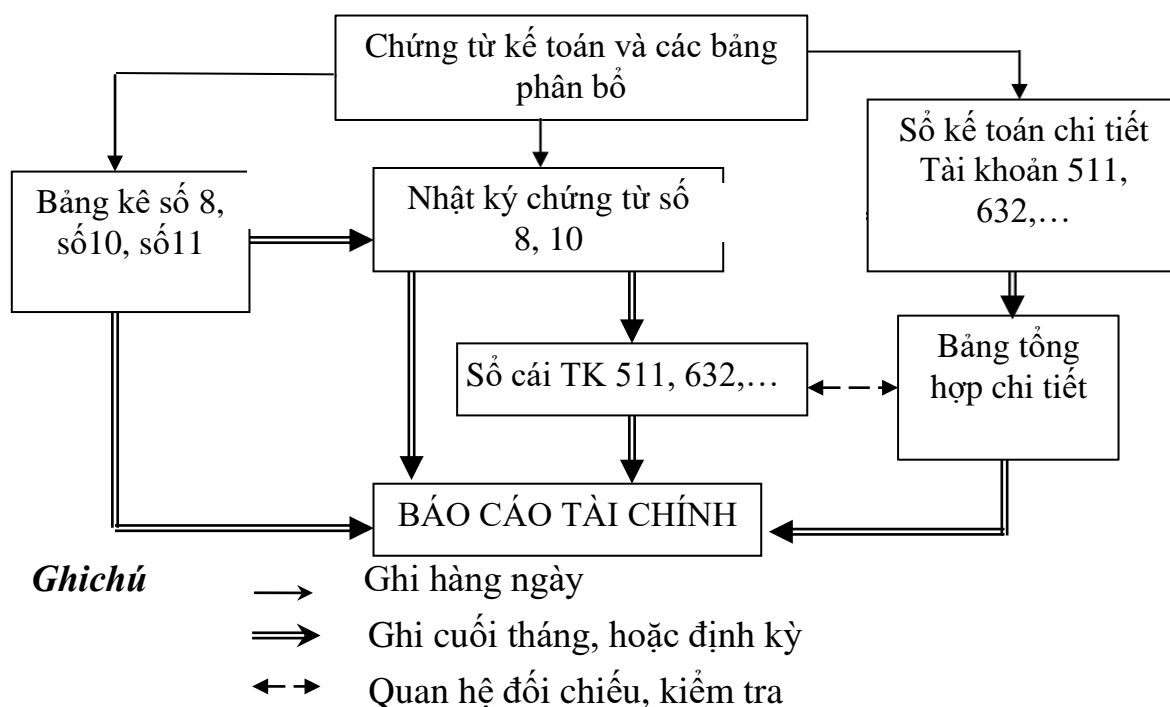 Chứng từ kế toán và các bảng
phân bổ
Bảng kê số 8,
số10, số11
Nhật ký chứng từ số
8, 10
Sổ kế toán chi tiết
Tài khoản 511,
632,…
Sổ cái TK 511, 632,…
Bảng tổng
hợp chi tiết
BÁO CÁO TÀI CHÍNH
Ghichú
Ghi hàng ngày
Ghi cuối tháng, hoặc định kỳ
Quan hệ đối chiếu, kiểm tra